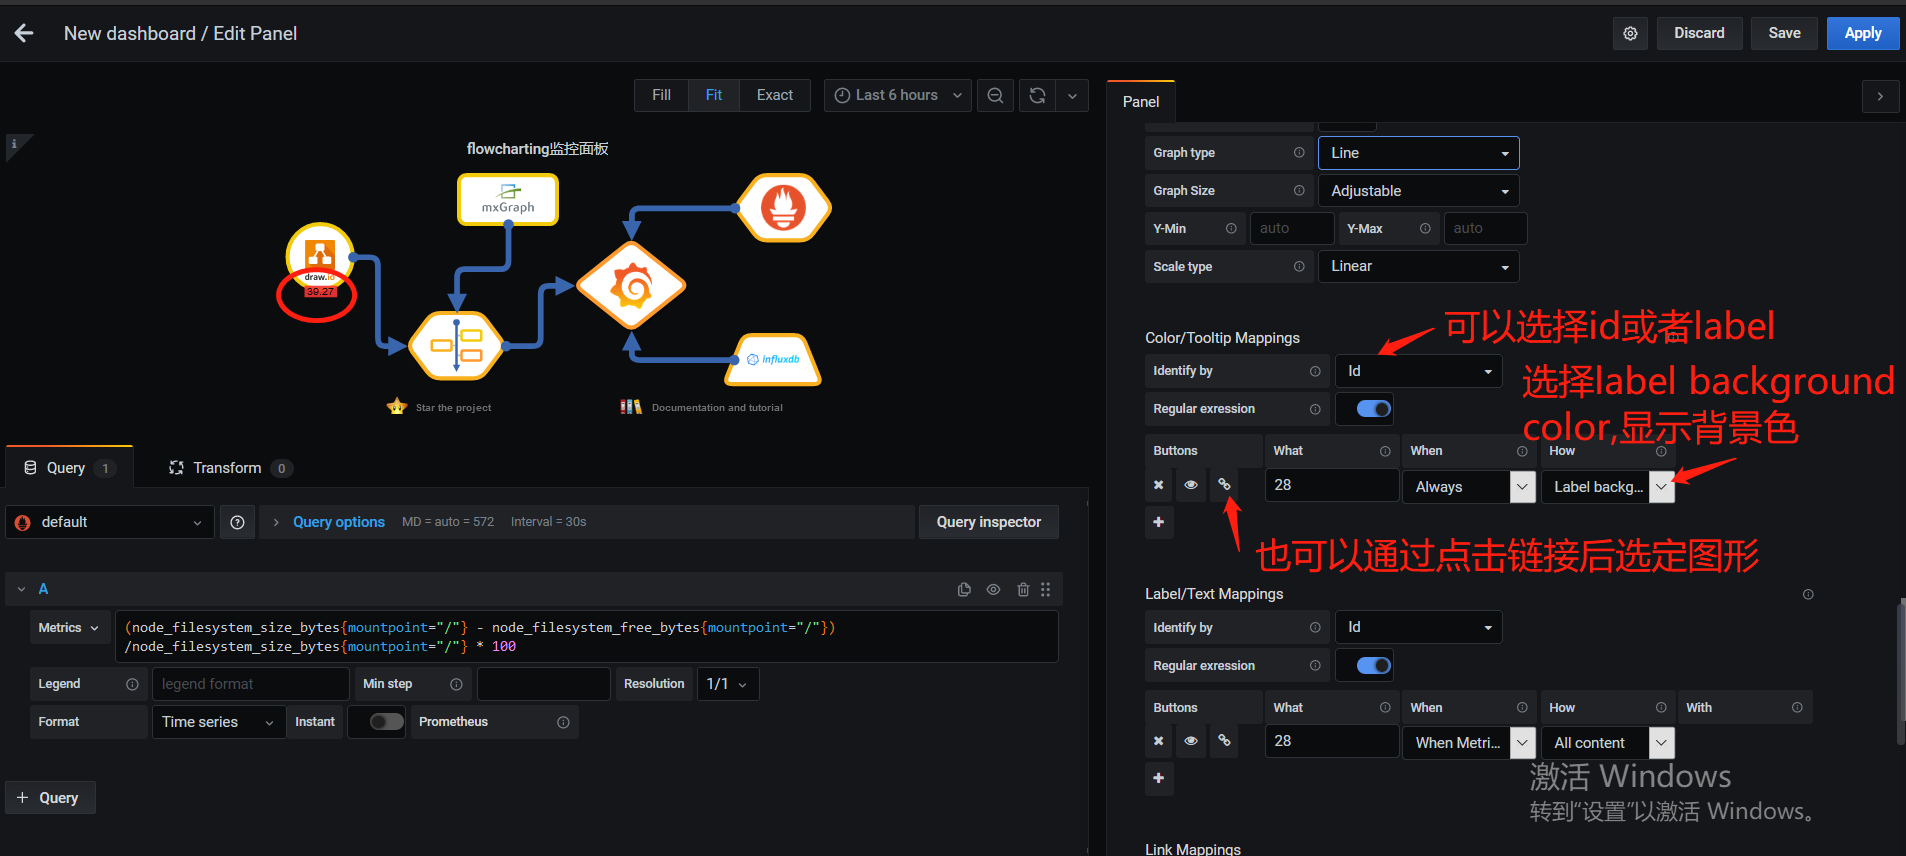 New dashboard / Edit Panel
Discard
Save
Apply
Fill
Fit
Exact
Last 6 hours
flowcharting监控面板
mxGraph
draw.io
39.27
influxdb
Star the project
Documentation and tutorial
Query 1
Transform 0
default
Query options
MD = auto = 572
Interval = 30s
Query inspector
A
Metrics
(node_filesystem_size_bytes{mountpoint="/"} - node_filesystem_free_bytes{mountpoint="/"})
/node_filesystem_size_bytes{mountpoint="/"} * 100
Legend
legend format
Min step
Resolution
1/1
Format
Time series
Instant
Prometheus
+ Query
Panel
Graph type
Line
Graph Size
Adjustable
Y-Min
auto
Y-Max
auto
Scale type
Linear
可以选择id或者label
Color/Tooltip Mappings
Identify by
Id
选择label background
color,显示背景色
Regular exression
Buttons
What
When
How
28
Always
Label backg...
也可以通过点击链接后选定图形
Label/Text Mappings
Identify by
Id
Regular exression
Buttons
What
When
How
With
28
When Metri...
All content
激活 Windows
转到“设置”以激活 Windows。
Link Mappings